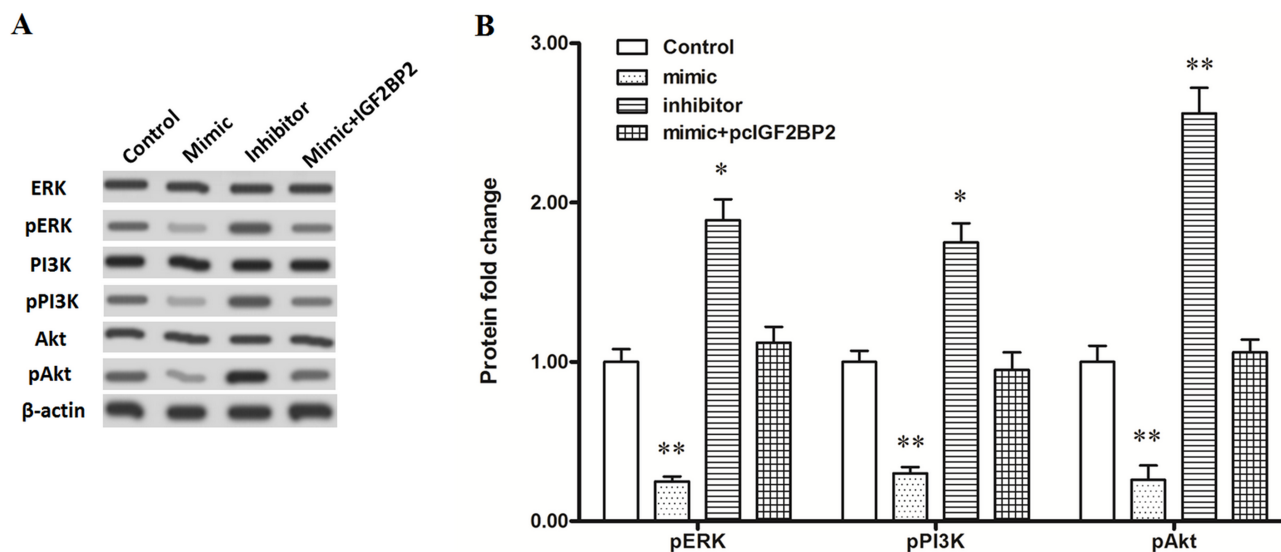 A
Control
Mimic
Inhibitor
Mimic+IGF2BP2
ERK
pERK
PI3K
pPI3K
Akt
pAkt
β-actin
B
Protein fold change
3.00
2.00
1.00
0.00
Control
mimic
inhibitor
mimic+pcIGF2BP2
**
*
**
*
**
**
pERK
pPI3K
pAkt